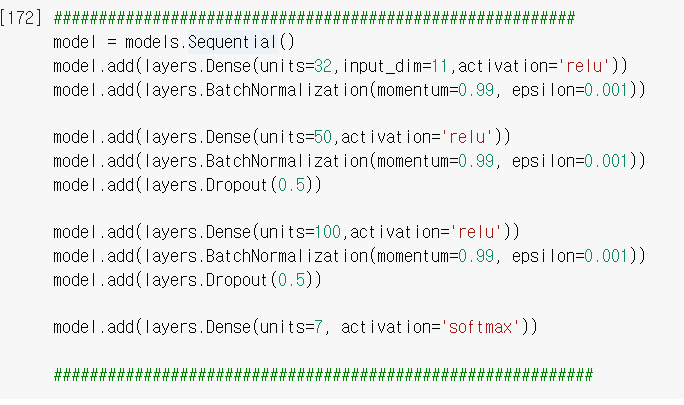 [172] ##########################################################
model = models.Sequential()
model.add(layers.Dense(units=32,input_dim=11,activation='relu'))
model.add(layers.BatchNormalization(momentum=0.99, epsilon=0.001))
model.add(layers.Dense(units=50,activation='relu'))
model.add(layers.BatchNormalization(momentum=0.99, epsilon=0.001))
model.add(layers.Dropout(0.5))
model.add(layers.Dense(units=100,activation='relu'))
model.add(layers.BatchNormalization(momentum=0.99, epsilon=0.001))
model.add(layers.Dropout(0.5))
model.add(layers.Dense(units=7, activation='softmax'))
############################################################